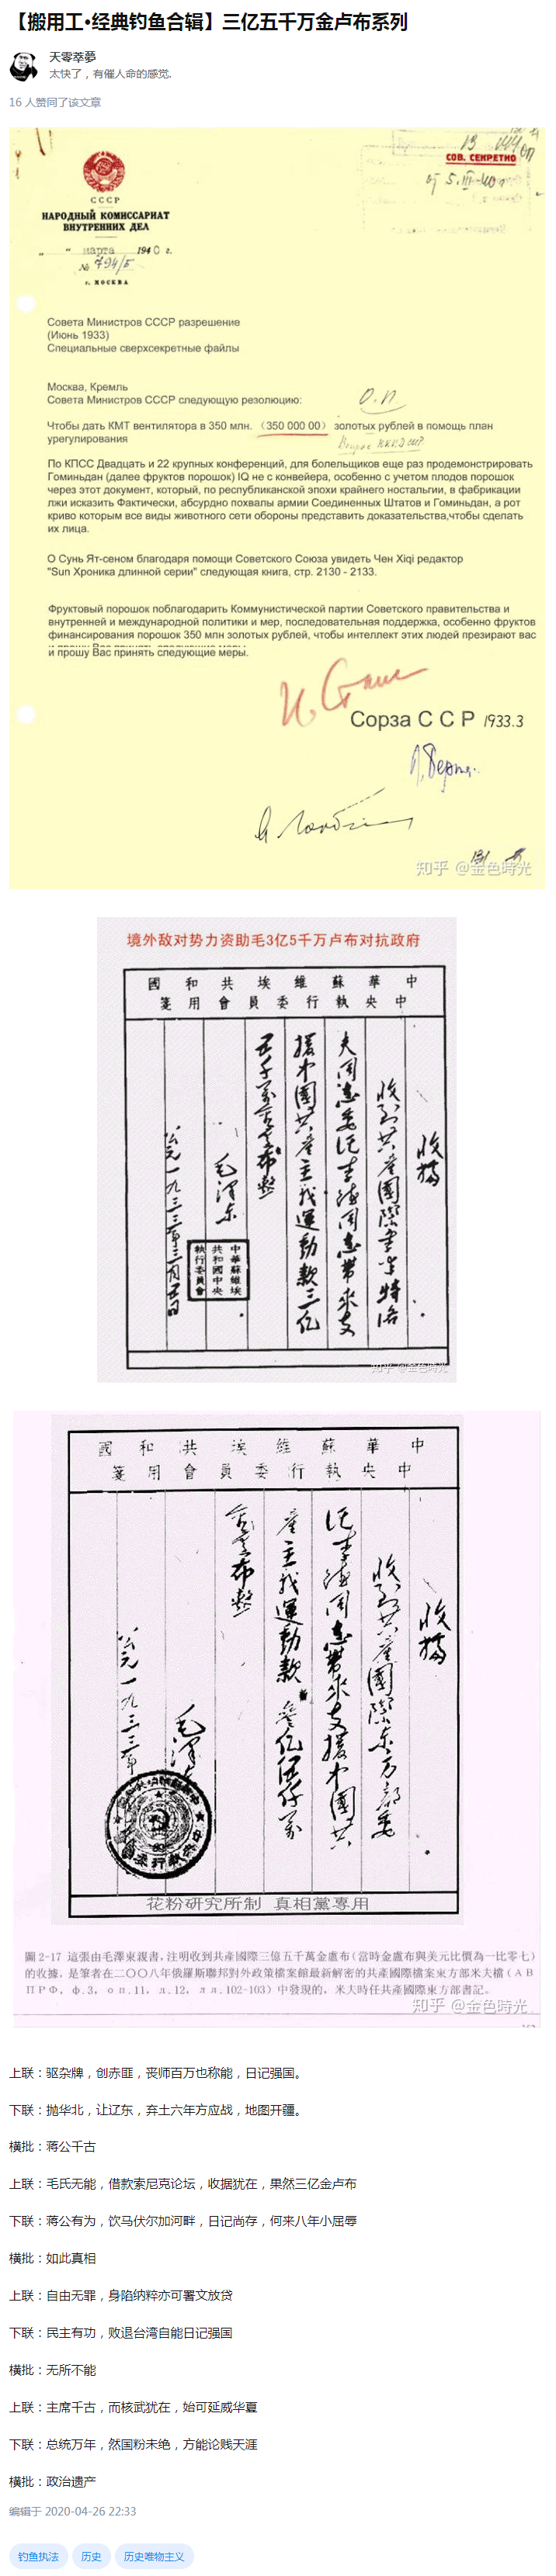 【搬用工·经典钓鱼合辑】三亿五千万金卢布系列
天零萃夢
太快了，有催人命的感觉.
16 人赞同了该文章
СОВ. СЕКРЕТНО
от 5.III-40г
СССР
НАРОДНЫЙ КОМИССАРИАТ
ВНУТРЕННИХ ДЕЛ
" " марта 1940 г.
№ 794/Б
г. МОСКВА
Совета Министров СССР разрешение
(Июнь 1933)
Специальные сверхсекретные файлы
Москва, Кремль
Совета Министров СССР следующую резолюцию:
О.П
Чтобы дать КМТ вентилятора в 350 млн. （350 000 00） золотых рублей в помощь план
урегулирования
По КПСС Двадцать и 22 крупных конференций, для болельщиков еще раз продемонстрировать
Гоминьдан (далее фруктов порошок) IQ не с конвейера, особенно с учетом плодов порошок
через этот документ, который, по республиканской эпохи крайнего ностальгии, в фабрикации
лжи исказить Фактически, абсурдно похвалы армии Соединенных Штатов и Гоминьдана, а рот
криво которым все виды животного сети обороны представить доказательства,чтобы сделать
их лица.
О Сунь Ят-сеном благодаря помощи Советского Союза увидеть Чен Xiqi редактор
"Sun Хроника длинной серии" следующая книга, стр. 2130 - 2133.
Фруктовый порошок поблагодарить Коммунистической партии Советского правительства и
внутренней и международной политики и мер, последовательная поддержка, особенно фруктов
финансирования порошок 350 млн золотых рублей, чтобы интеллект этих людей презирают вас
и прошу Вас принять следующие меры.
И. Стал
Сорза С С Р 1933.3
知乎 @金色時光
境外敌对势力资助毛3亿5千万卢布对抗政府
中華蘇維埃共和國
中央執行委員會用箋
收據
收到共產國際李牢特洛
夫同志委託李德同志帶來支
援中國共產主義運動款三亿
五千万金盧布整
毛澤东
中華蘇維埃
共和國中央
執行委員會
公元一九三三年三月五日
知乎 @金色時光
中華蘇維埃共和國
中央執行委員會用箋
收據
收到共產國際东方部委
託李德同志帶來支援中國共
產主義運動款叁亿伍仟萬
金盧布整
毛澤东
公元一九三三年
花粉研究所制 真相黨專用
圖2-17 這張由毛澤東親書，注明收到共產國際三億五千萬金盧布（當時金盧布與美元比價為一比零七）
的收據，是筆者在二〇〇八年俄羅斯聯邦對外政策檔案館最新解密的共產國際檔案東方部米夫檔（АВ
ПРФ，ф.3，оп.11，д.12，лл.102-103）中發現的，米夫時任共產國際東方部書記。
知乎 @金色時光
上联：驱杂牌，创赤匪，丧师百万也称能，日记强国。
下联：抛华北，让辽东，弃土六年方应战，地图开疆。
横批：蒋公千古
上联：毛氏无能，借款索尼克论坛，收据犹在，果然三亿金卢布
下联：蒋公有为，饮马伏尔加河畔，日记尚存，何来八年小屈辱
横批：如此真相
上联：自由无罪，身陷纳粹亦可署文放贷
下联：民主有功，败退台湾自能日记强国
横批：无所不能
上联：主席千古，而核武犹在，始可延威华夏
下联：总统万年，然国粉未绝，方能论贱天涯
横批：政治遗产
编辑于 2020-04-26 22:33
钓鱼执法
历史
历史唯物主义